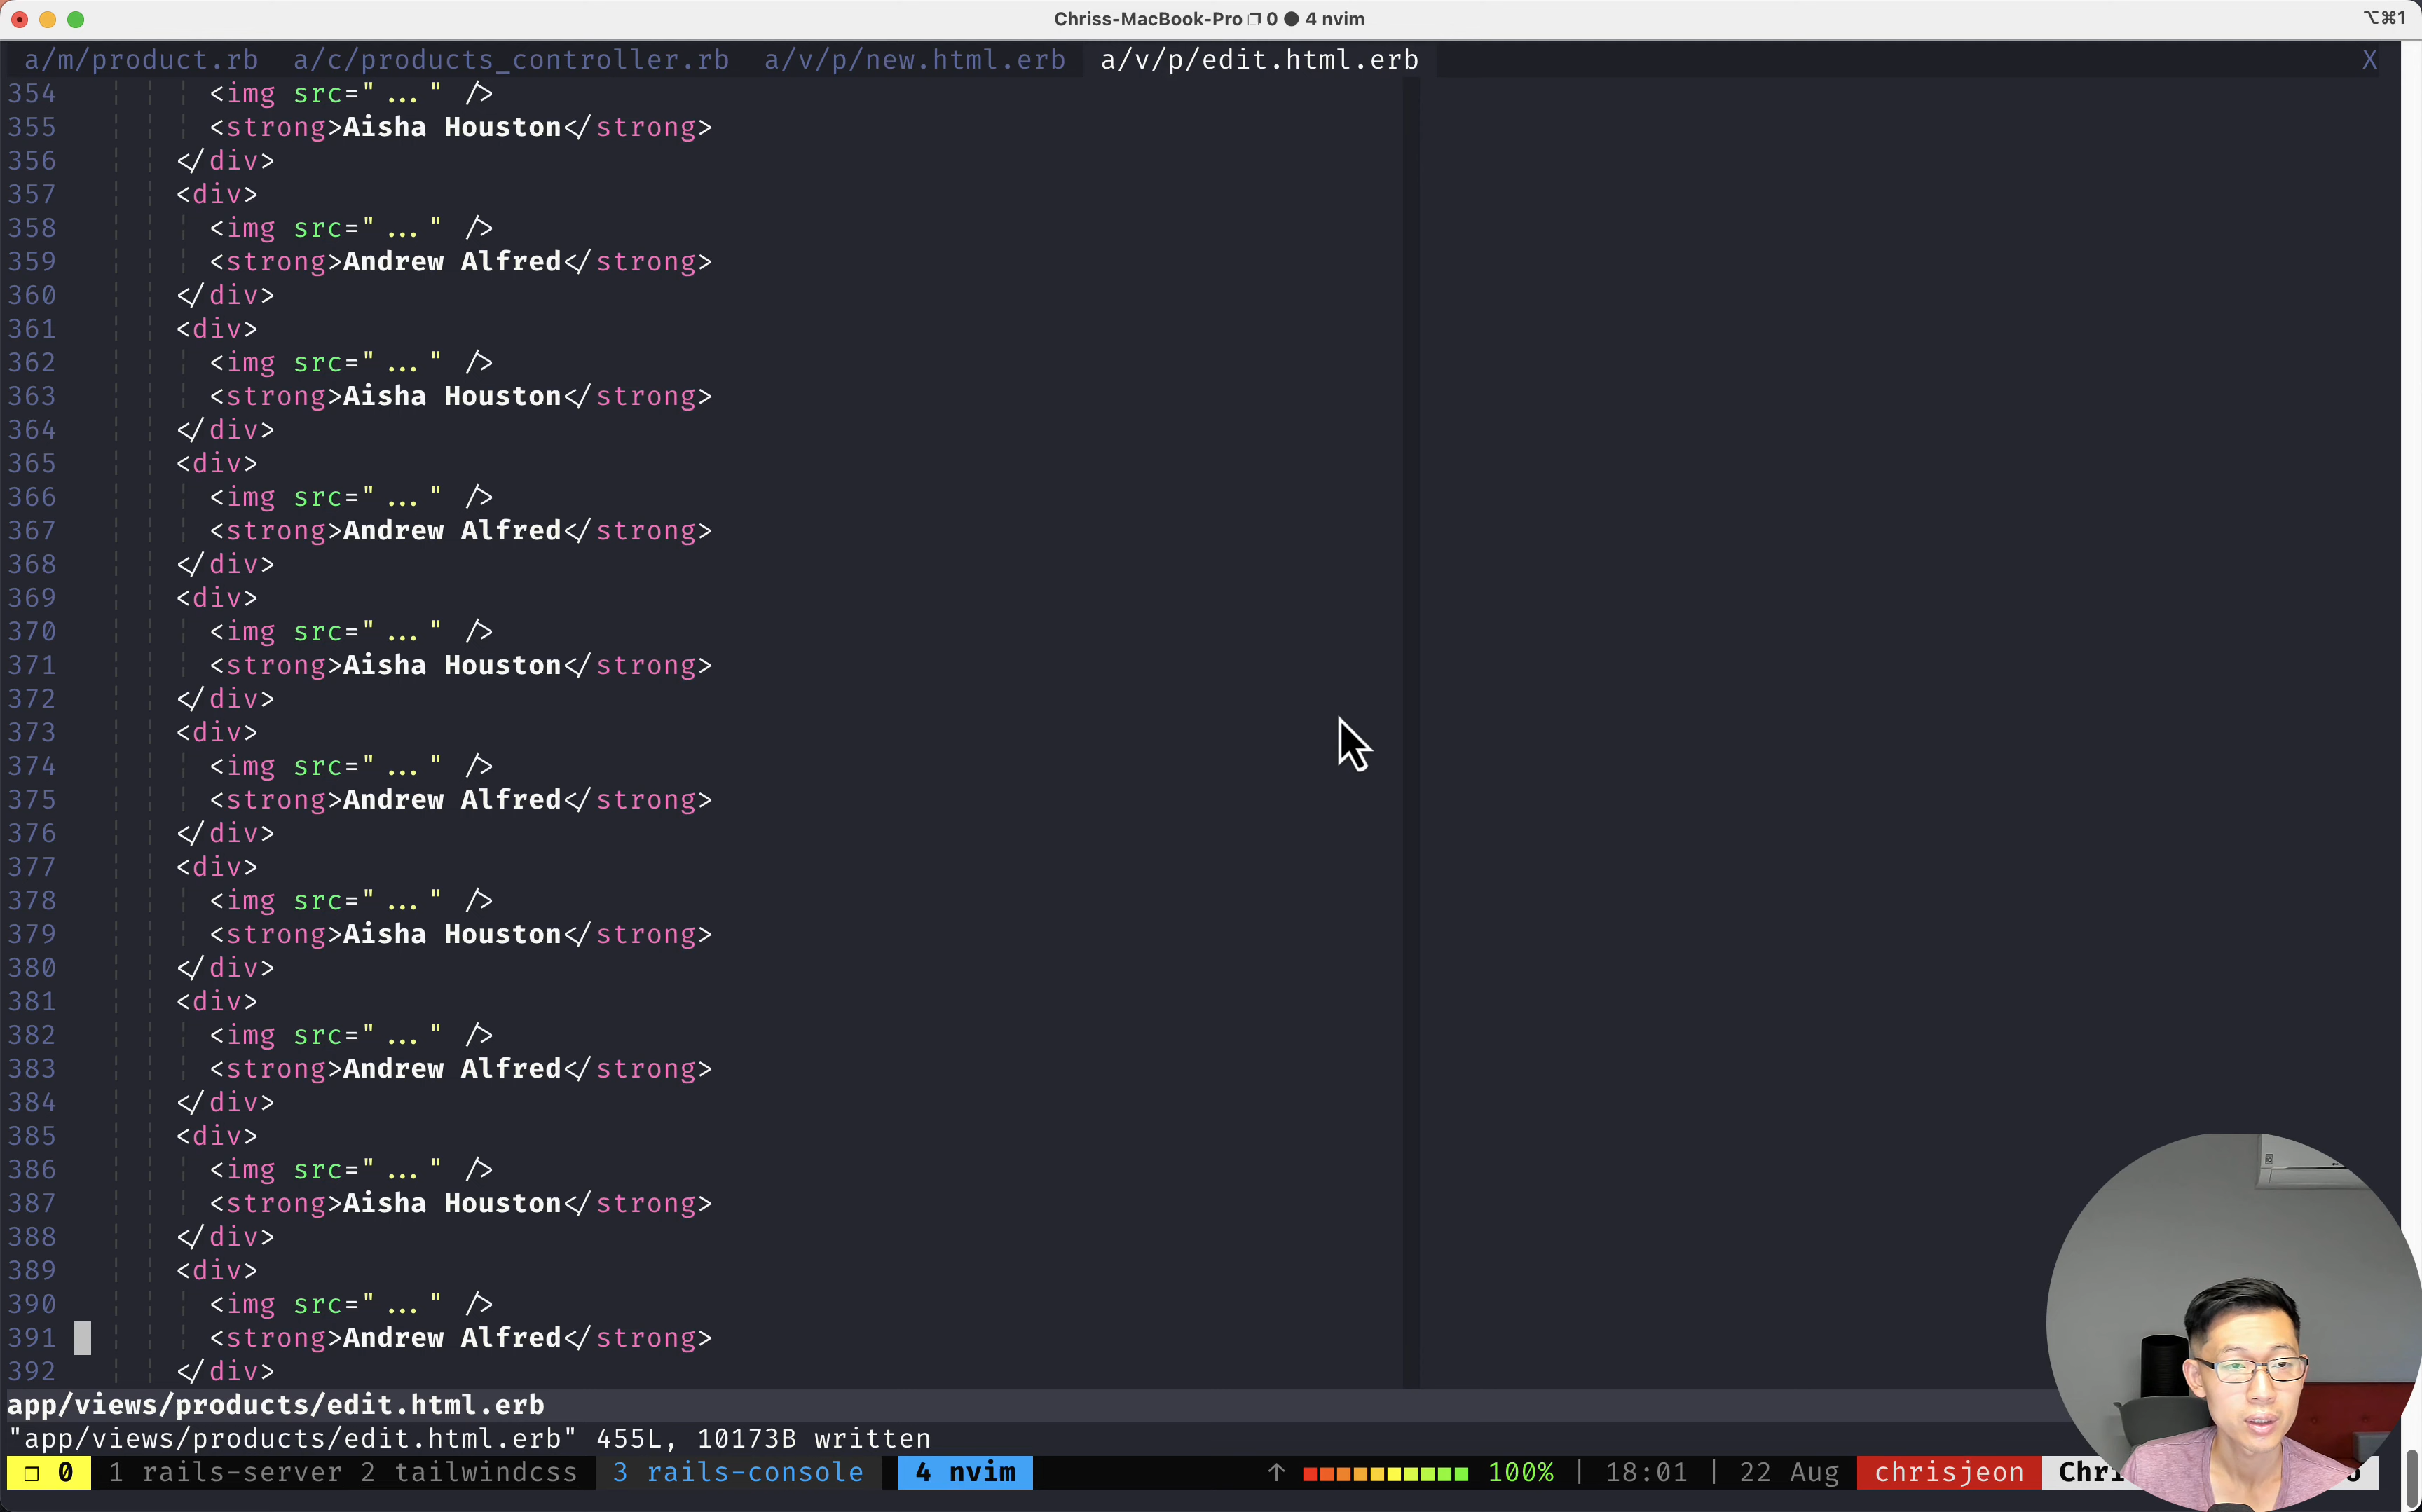 Chriss-MacBook-Pro ❐ 0 ● 4 nvim
⌥⌘1
a/m/product.rb a/c/products_controller.rb a/v/p/new.html.erb a/v/p/edit.html.erb X
354 <img src="..." />
355 <strong>Aisha Houston</strong>
356 </div>
357 <div>
358 <img src="..." />
359 <strong>Andrew Alfred</strong>
360 </div>
361 <div>
362 <img src="..." />
363 <strong>Aisha Houston</strong>
364 </div>
365 <div>
366 <img src="..." />
367 <strong>Andrew Alfred</strong>
368 </div>
369 <div>
370 <img src="..." />
371 <strong>Aisha Houston</strong>
372 </div>
373 <div>
374 <img src="..." />
375 <strong>Andrew Alfred</strong>
376 </div>
377 <div>
378 <img src="..." />
379 <strong>Aisha Houston</strong>
380 </div>
381 <div>
382 <img src="..." />
383 <strong>Andrew Alfred</strong>
384 </div>
385 <div>
386 <img src="..." />
387 <strong>Aisha Houston</strong>
388 </div>
389 <div>
390 <img src="..." />
391 <strong>Andrew Alfred</strong>
392 </div>
app/views/products/edit.html.erb
"app/views/products/edit.html.erb" 455L, 10173B written
❐ 0 1 rails-server 2 tailwindcss 3 rails-console 4 nvim ↑ 100% | 18:01 | 22 Aug chrisjeon